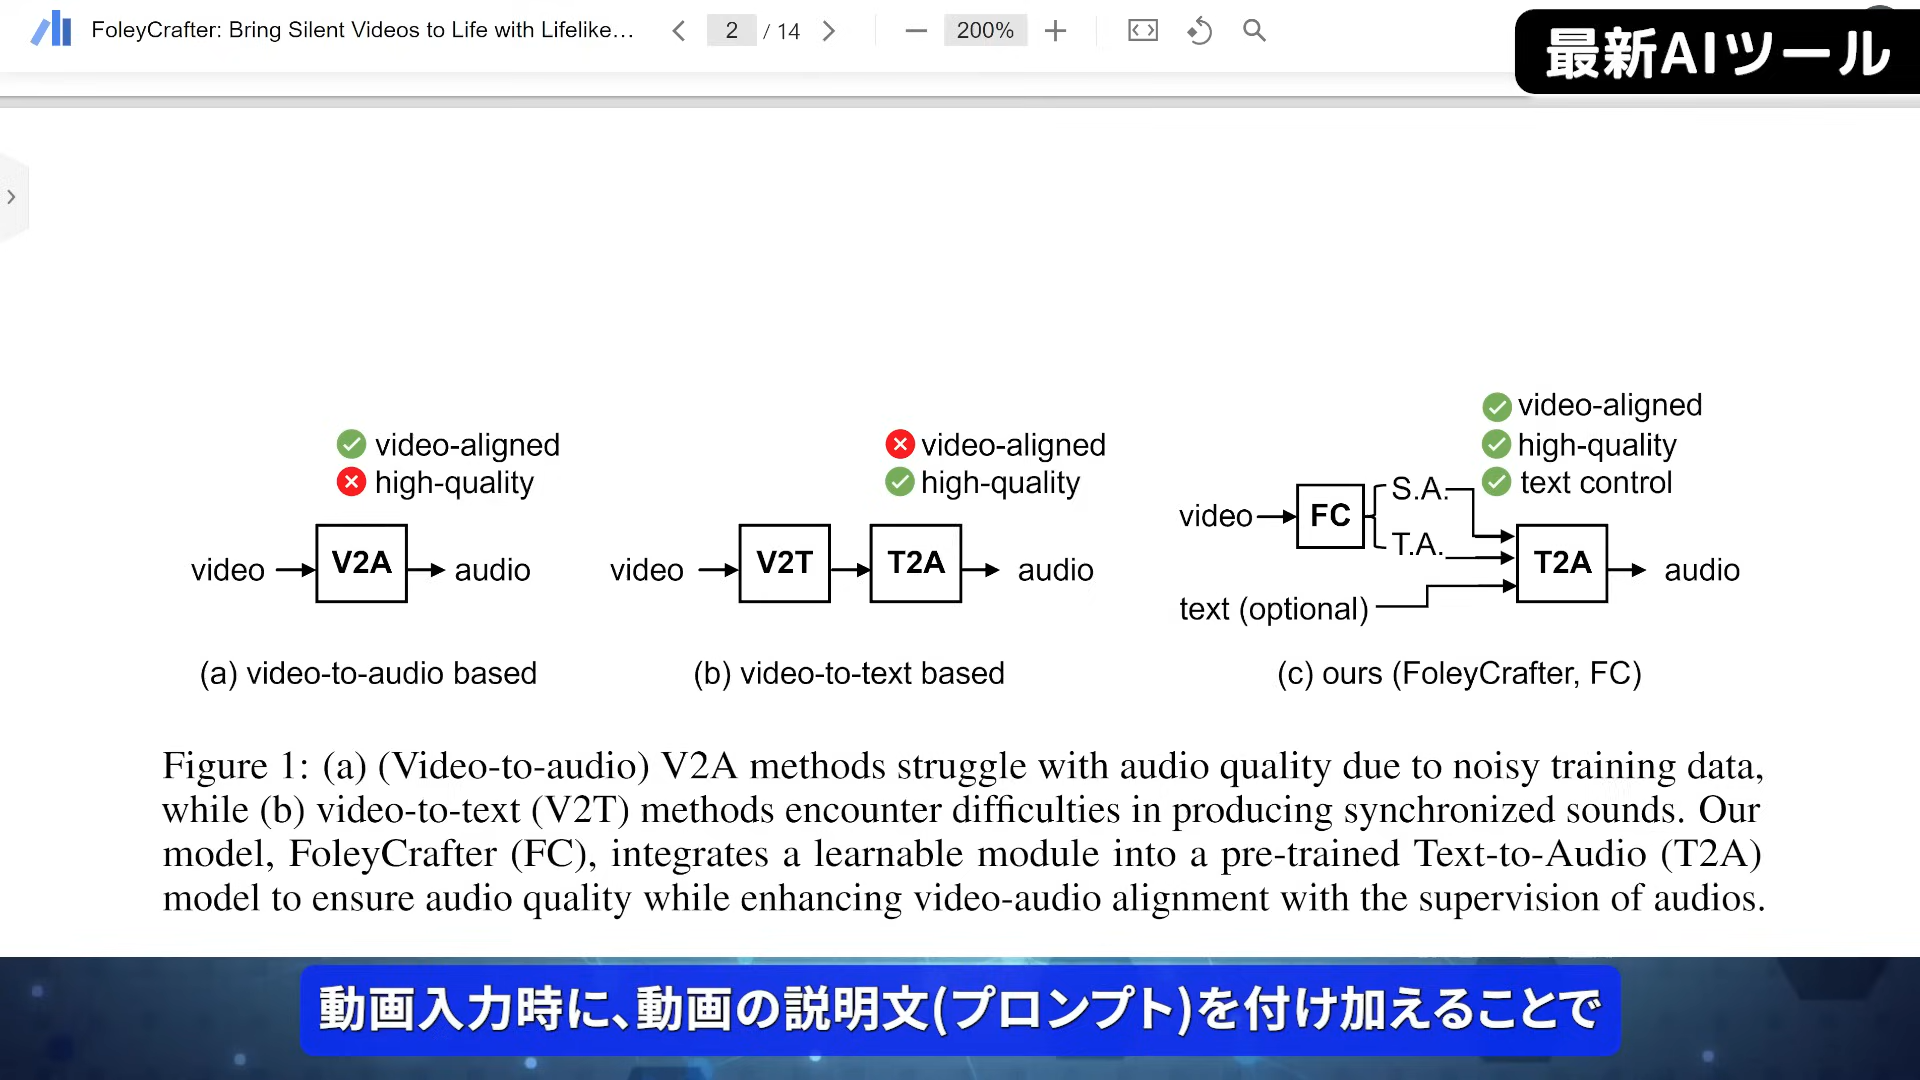 FoleyCrafter: Bring Silent Videos to Life with Lifelike...
2 / 14
200%
最新AIツール
video-aligned
high-quality
video V2A audio
(a) video-to-audio based
video-aligned
high-quality
video V2T T2A audio
(b) video-to-text based
video-aligned
high-quality
text control
video FC S.A. T.A. T2A audio
text (optional)
(c) ours (FoleyCrafter, FC)
Figure 1: (a) (Video-to-audio) V2A methods struggle with audio quality due to noisy training data,
while (b) video-to-text (V2T) methods encounter difficulties in producing synchronized sounds. Our
model, FoleyCrafter (FC), integrates a learnable module into a pre-trained Text-to-Audio (T2A)
model to ensure audio quality while enhancing video-audio alignment with the supervision of audios.
動画入力時に、動画の説明文(プロンプト)を付け加えることで